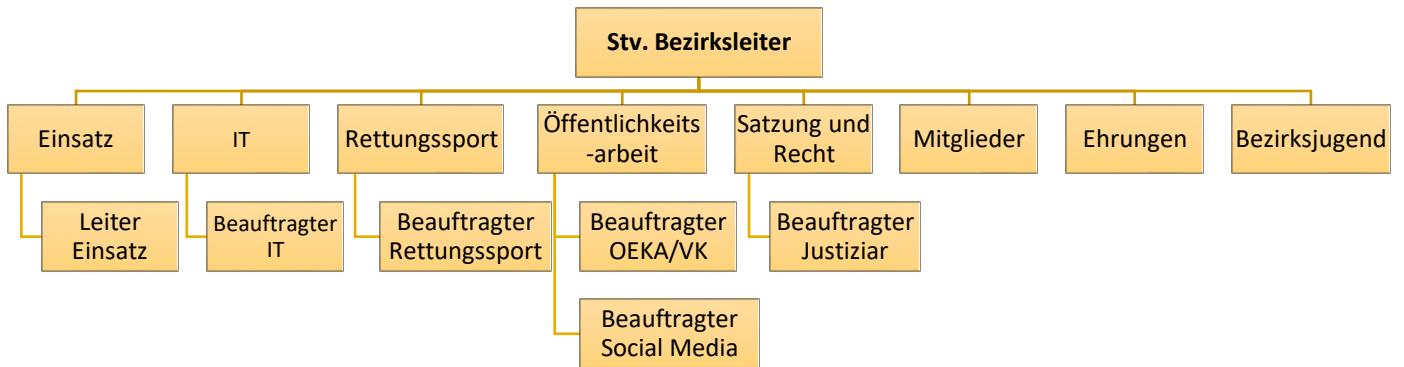 Stv. Bezirksleiter
Einsatz
IT
Rettungssport
Öffentlichkeits
-arbeit
Satzung und
Recht
Mitglieder
Ehrungen
Bezirksjugend
Leiter
Einsatz
Beauftragter
IT
Beauftragter
Rettungssport
Beauftragter
OEKA/VK
Beauftragter
Justiziar
Beauftragter
Social Media